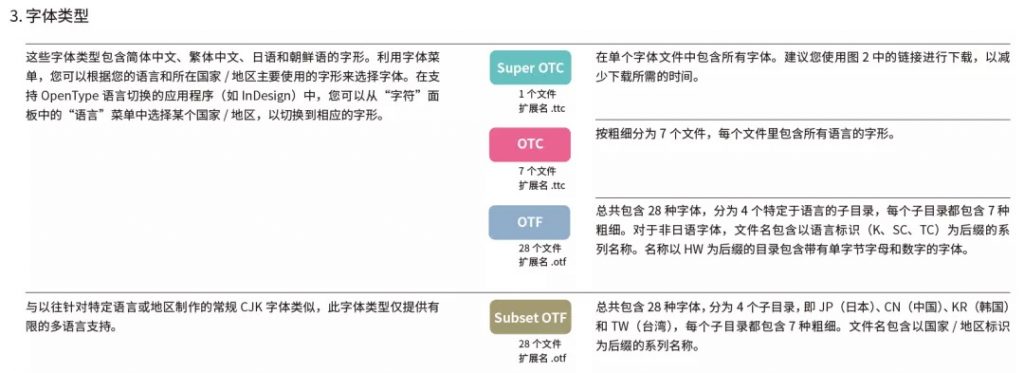 3. 字体类型
这些字体类型包含简体中文、繁体中文、日语和朝鲜语的字形。利用字体菜
单，您可以根据您的语言和所在国家 / 地区主要使用的字形来选择字体。在支
持 OpenType 语言切换的应用程序（如 InDesign）中，您可以从“字符”面
板中的“语言”菜单中选择某个国家 / 地区，以切换到相应的字形。
Super OTC
1 个文件
扩展名 .ttc
在单个字体文件中包含所有字体。建议您使用图 2 中的链接进行下载，以减
少下载所需的时间。
OTC
7 个文件
扩展名 .ttc
按粗细分为 7 个文件，每个文件里包含所有语言的字形。
OTF
28 个文件
扩展名 .otf
总共包含 28 种字体，分为 4 个特定于语言的子目录，每个子目录都包含 7 种
粗细。对于非日语字体，文件名包含以语言标识（K、SC、TC）为后缀的系
列名称。名称以 HW 为后缀的目录包含带有单字节字母和数字的字体。
与以往针对特定语言或地区制作的常规 CJK 字体类似，此字体类型仅提供有
限的多语言支持。
Subset OTF
28 个文件
扩展名 .otf
总共包含 28 种字体，分为 4 个子目录，即 JP（日本）、CN（中国）、KR（韩国）
和 TW（台湾），每个子目录都包含 7 种粗细。文件名包含以国家 / 地区标识
为后缀的系列名称。